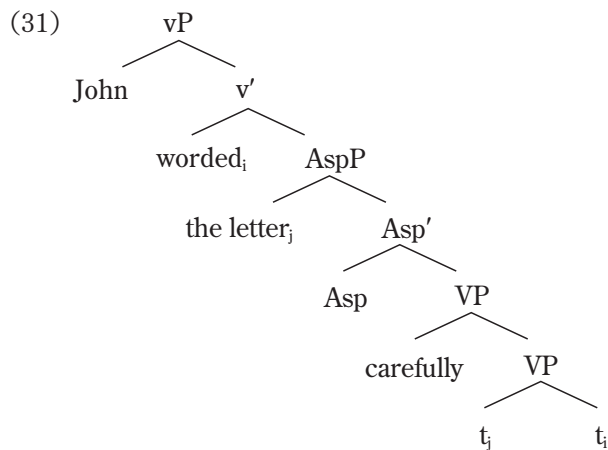 (31) vP
John v′
worded_i AspP
the letter_j Asp′
Asp VP
carefully VP
t_j t_i